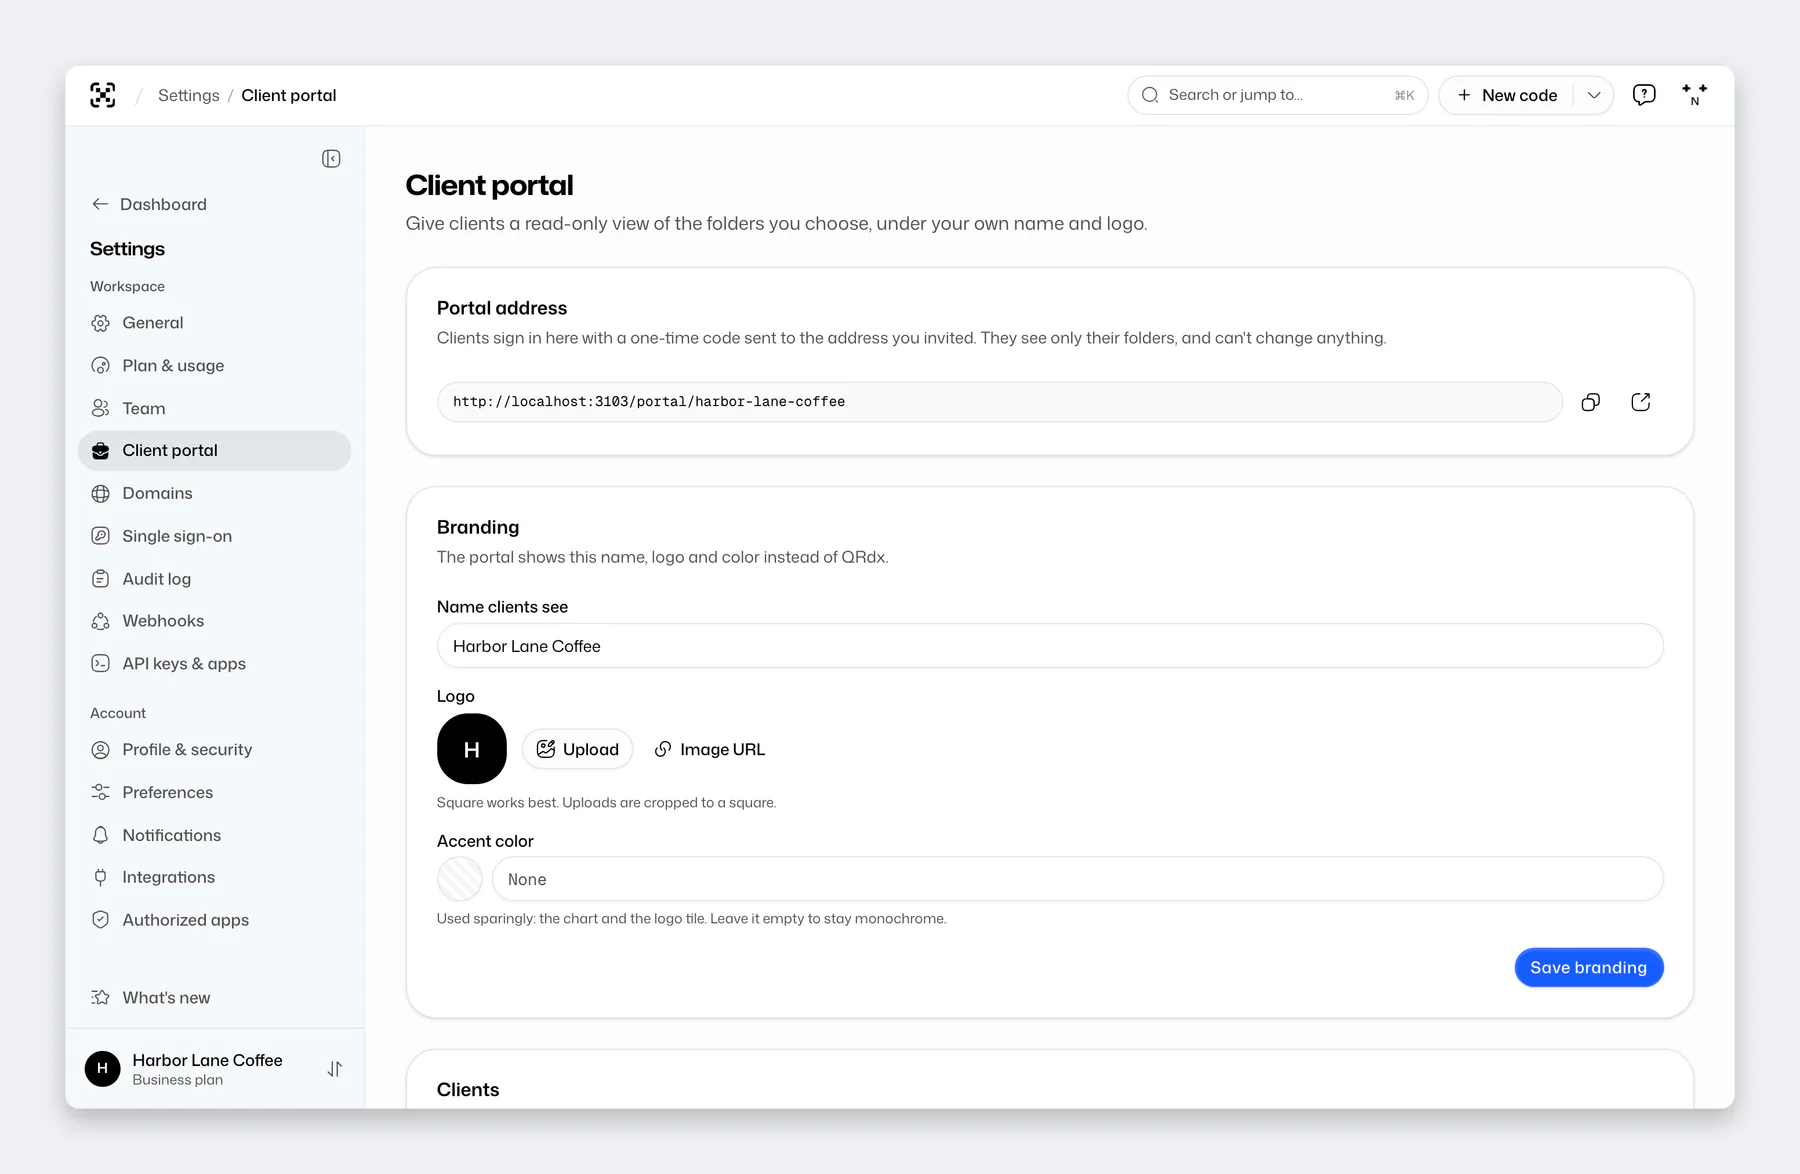 Settings / Client portal
Search or jump to... ⌘K
+ New code
N
Dashboard
Settings
Workspace
General
Plan & usage
Team
Client portal
Domains
Single sign-on
Audit log
Webhooks
API keys & apps
Account
Profile & security
Preferences
Notifications
Integrations
Authorized apps
What's new
H
Harbor Lane Coffee
Business plan
Client portal
Give clients a read-only view of the folders you choose, under your own name and logo.
Portal address
Clients sign in here with a one-time code sent to the address you invited. They see only their folders, and can't change anything.
http://localhost:3103/portal/harbor-lane-coffee
Branding
The portal shows this name, logo and color instead of QRdx.
Name clients see
Harbor Lane Coffee
Logo
H
Upload
Image URL
Square works best. Uploads are cropped to a square.
Accent color
None
Used sparingly: the chart and the logo tile. Leave it empty to stay monochrome.
Save branding
Clients